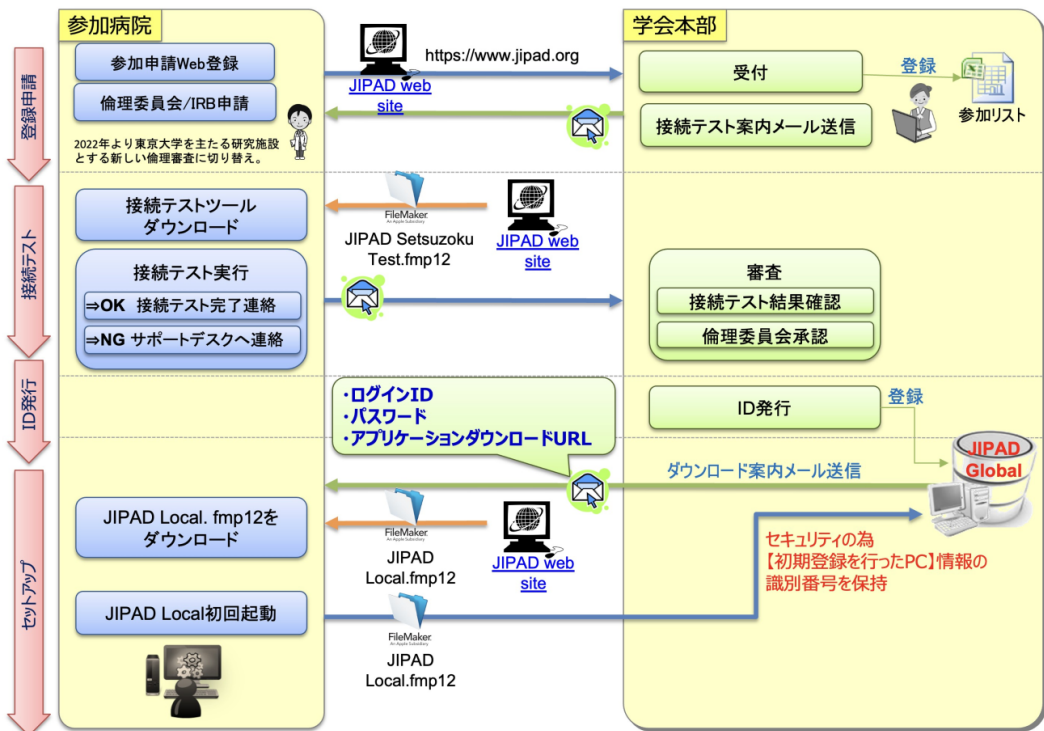 参加病院
学会本部
登録申請
参加申請Web登録
倫理委員会/IRB申請
2022年より東京大学を主たる研究施設
とする新しい倫理審査に切り替え。
https://www.jipad.org
JIPAD web
site
受付
登録
参加リスト
接続テスト案内メール送信
接続テスト
接続テストツール
ダウンロード
FileMaker
An Apple Subsidiary
JIPAD Setsuzoku
Test.fmp12
JIPAD web
site
接続テスト実行
⇒OK 接続テスト完了連絡
⇒NG サポートデスクへ連絡
審査
接続テスト結果確認
倫理委員会承認
ID発行
・ログインID
・パスワード
・アプリケーションダウンロードURL
ID発行
登録
JIPAD
Global
ダウンロード案内メール送信
セットアップ
JIPAD Local. fmp12を
ダウンロード
FileMaker
An Apple Subsidiary
JIPAD
Local.fmp12
JIPAD web
site
セキュリティの為
【初期登録を行ったPC】情報の
識別番号を保持
JIPAD Local初回起動
FileMaker
An Apple Subsidiary
JIPAD
Local.fmp12